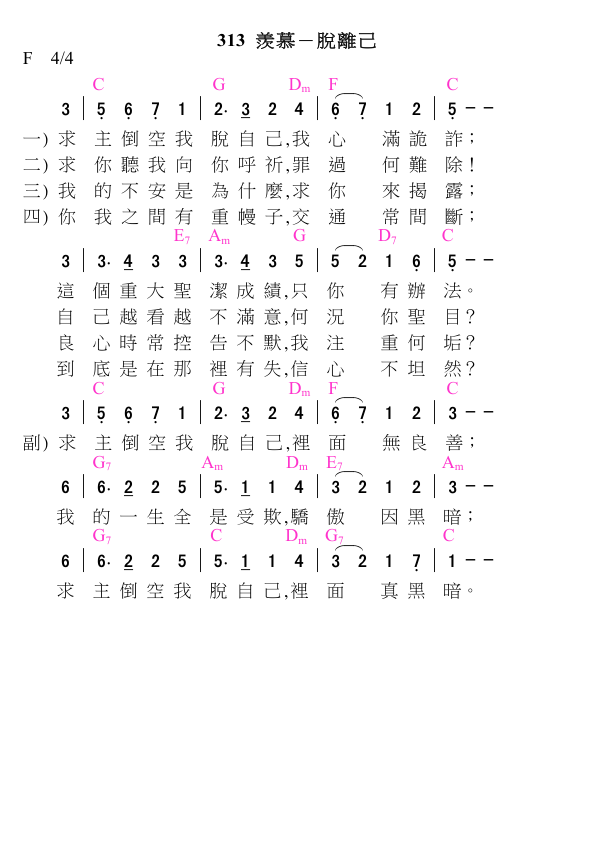 313 羨慕－脫離己
F 4/4
C G Dm F C
3 | 5̣ 6̣ 7̣ 1 | 2· 3 2 4 | 6̣ 7̣ 1 2 | 5̣ － －
一) 求 主 倒 空 我 脫 自 己,我 心 滿 詭 詐；
二) 求 你 聽 我 向 你 呼 祈,罪 過 何 難 除！
三) 我 的 不 安 是 為 什 麼,求 你 來 揭 露；
四) 你 我 之 間 有 重 幔 子,交 通 常 間 斷；
E7 Am G D7 C
3 | 3· 4 3 3 | 3· 4 3 5 | 5 2 1 6̣ | 5̣ － －
這 個 重 大 聖 潔 成 績,只 你 有 辦 法。
自 己 越 看 越 不 滿 意,何 況 你 聖 目？
良 心 時 常 控 告 不 默,我 注 重 何 垢？
到 底 是 在 那 裡 有 失,信 心 不 坦 然？
C G Dm F C
3 | 5̣ 6̣ 7̣ 1 | 2· 3 2 4 | 6̣ 7̣ 1 2 | 3 － －
副) 求 主 倒 空 我 脫 自 己,裡 面 無 良 善；
G7 Am Dm E7 Am
6 | 6· 2 2 5 | 5· 1 1 4 | 3 2 1 2 | 3 － －
我 的 一 生 全 是 受 欺,驕 傲 因 黑 暗；
G7 C Dm G7 C
6 | 6· 2 2 5 | 5· 1 1 4 | 3 2 1 7̣ | 1 － －
求 主 倒 空 我 脫 自 己,裡 面 真 黑 暗。